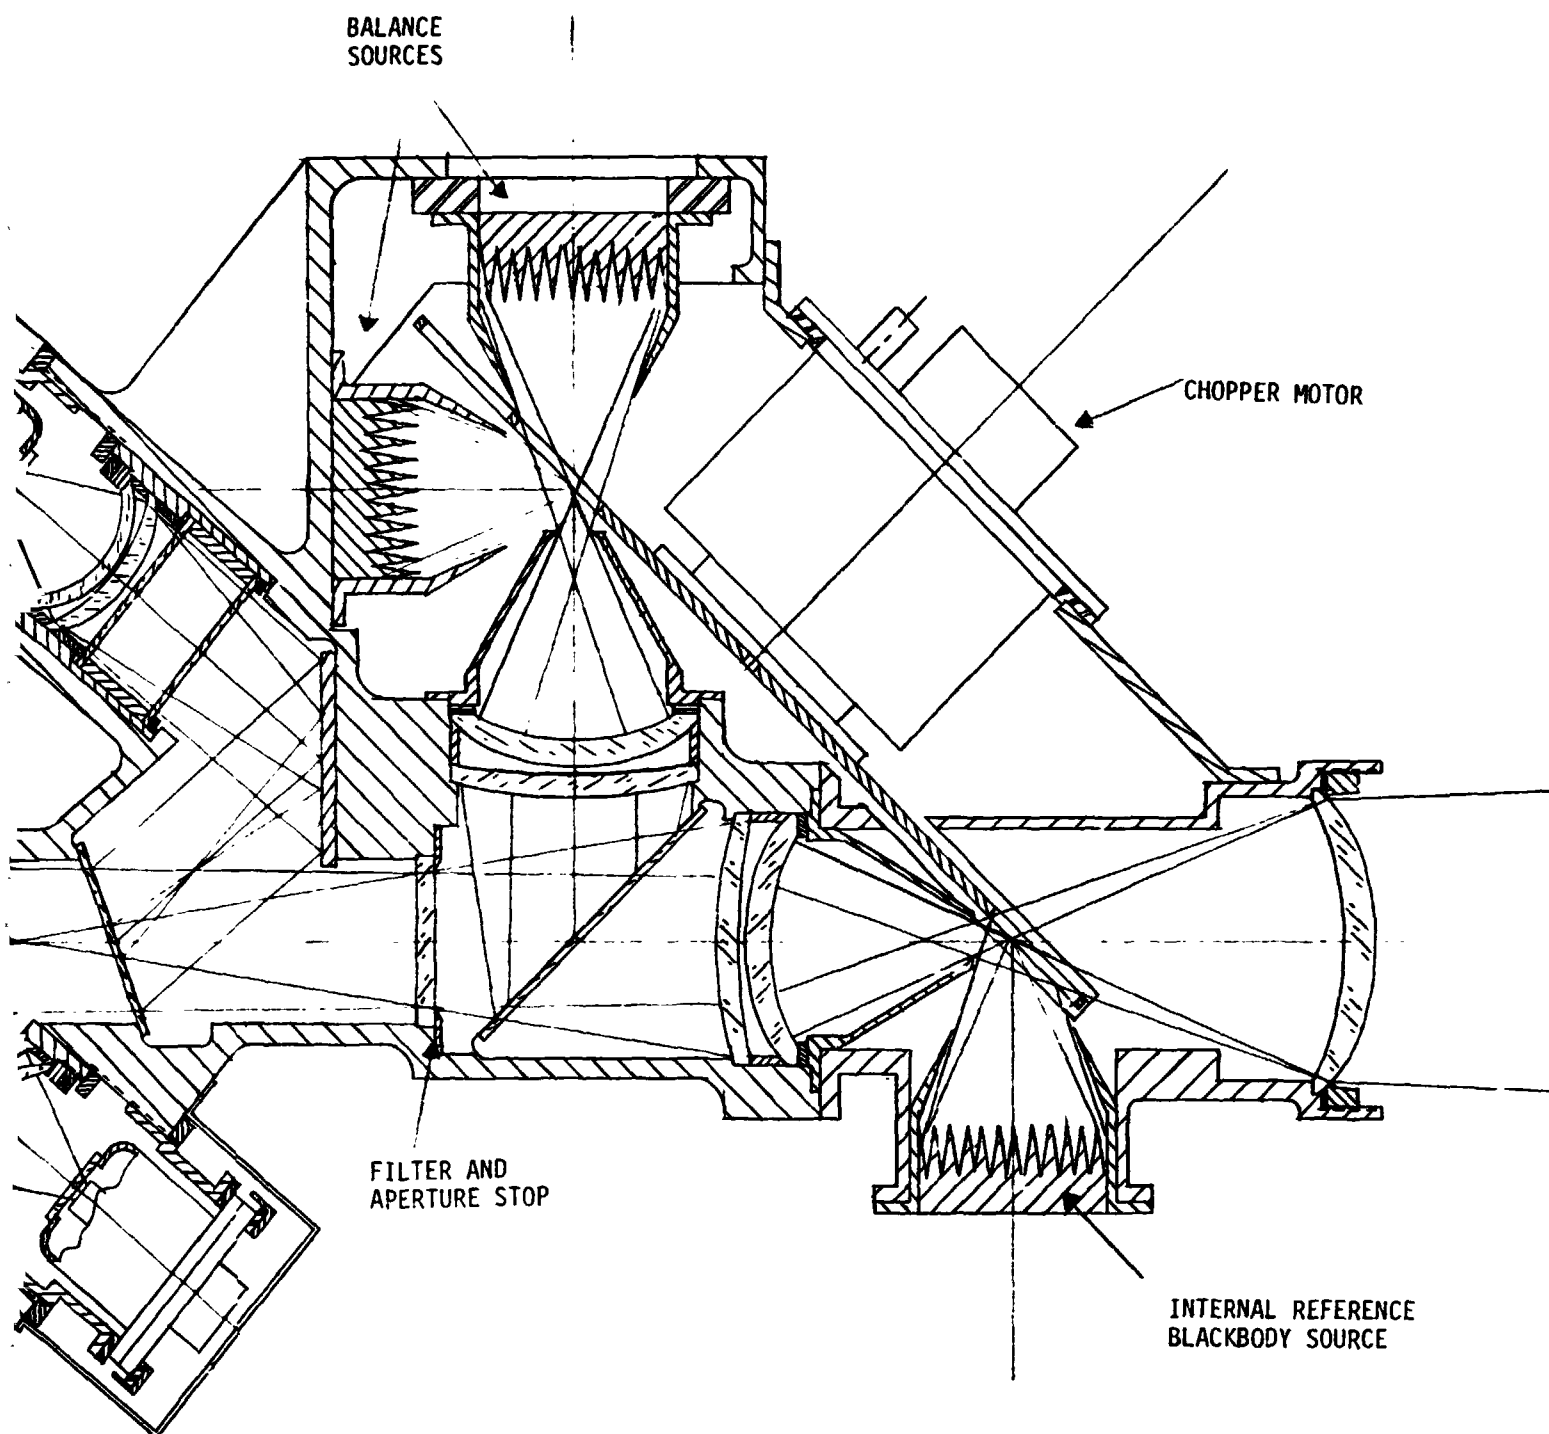 BALANCE
SOURCES
CHOPPER MOTOR
FILTER AND
APERTURE STOP
INTERNAL REFERENCE
BLACKBODY SOURCE